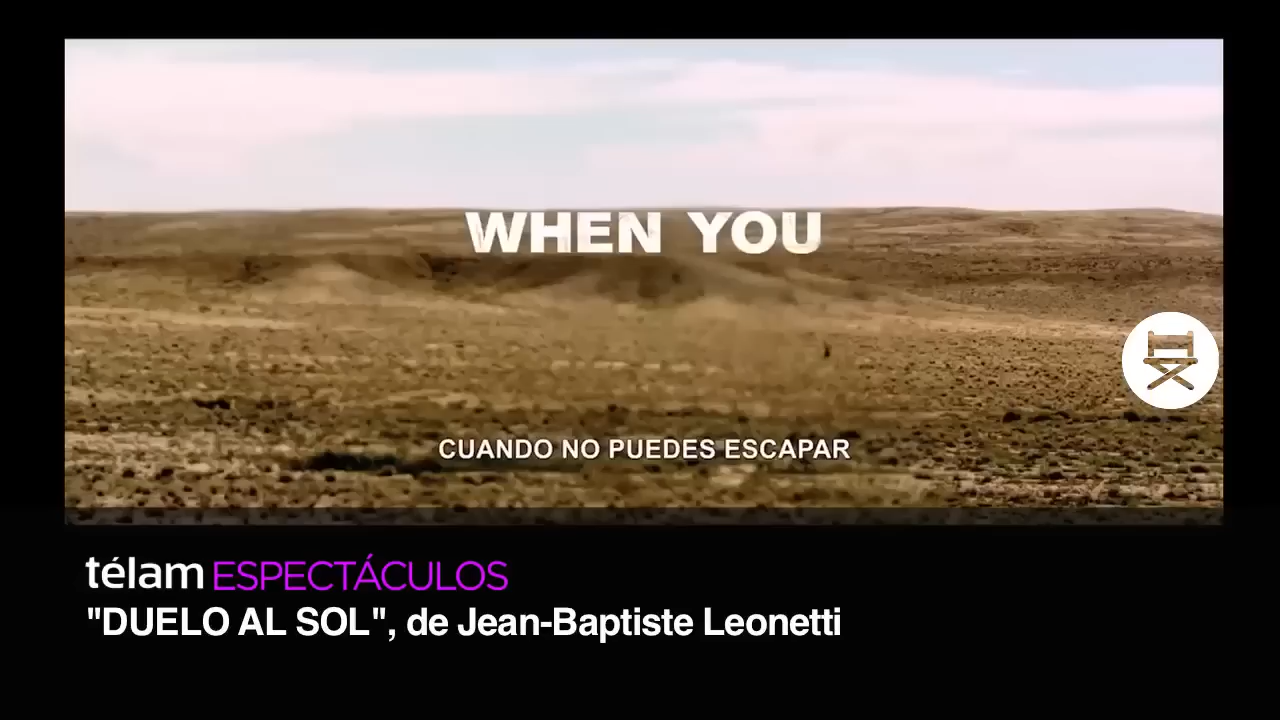 WHEN YOU
CUANDO NO PUEDES ESCAPAR
télam ESPECTÁCULOS
"DUELO AL SOL", de Jean-Baptiste Leonetti